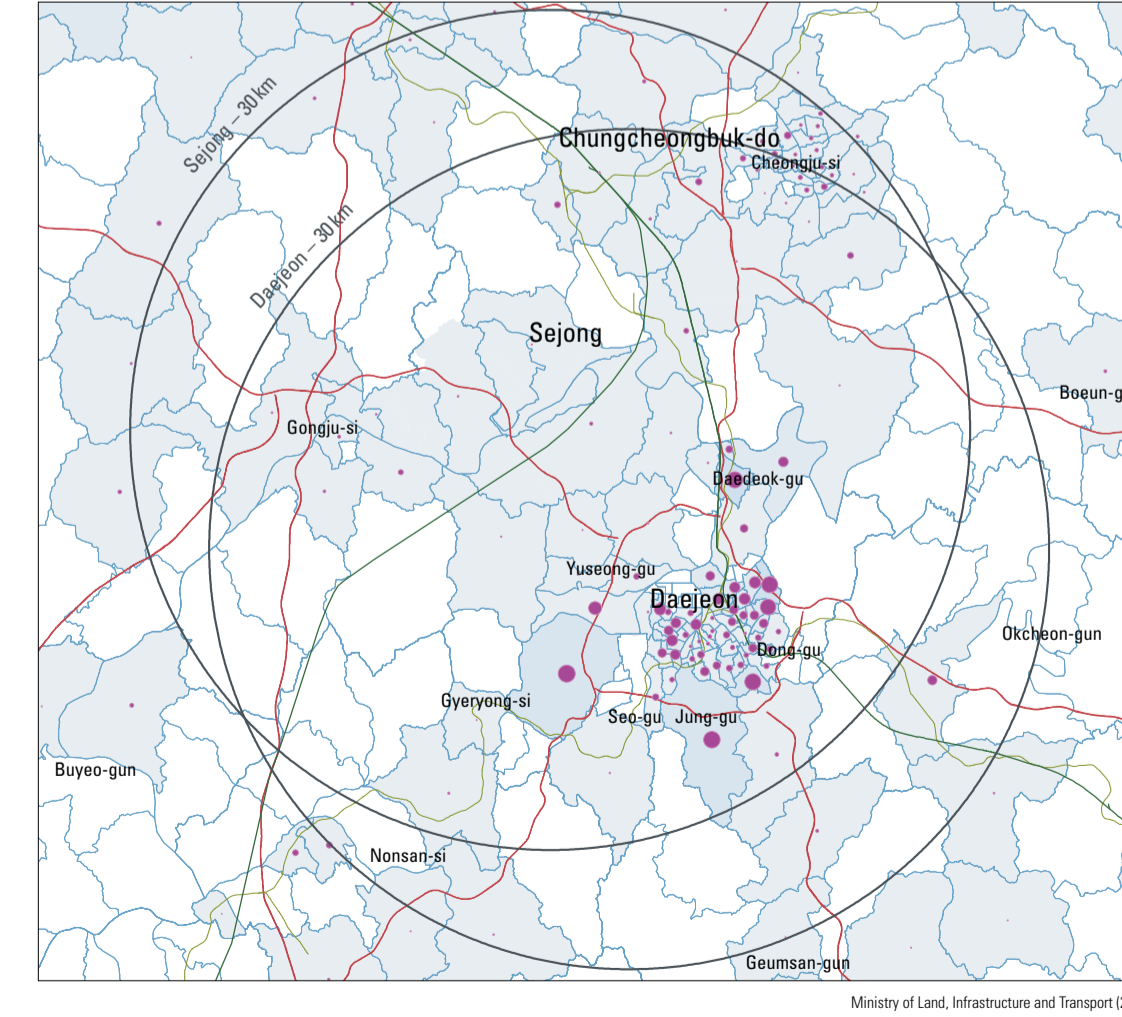 Sejong – 30 km
Chungcheongbuk-do
Cheongju-si
Daejeon – 30 km
Sejong
Boeun-g
Gongju-si
Daedeok-gu
Yuseong-gu
Daejeon
Okcheon-gun
Dong-gu
Gyeryong-si
Seo-gu
Jung-gu
Buyeo-gun
Nonsan-si
Geumsan-gun
Ministry of Land, Infrastructure and Transport (2